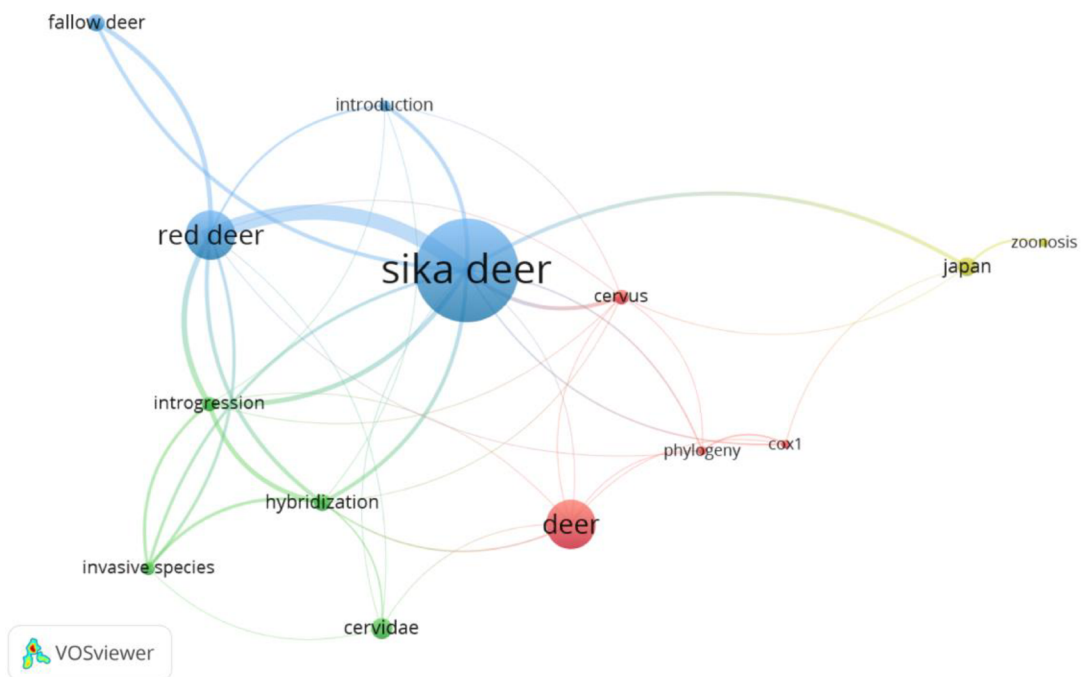 fallow deer
introduction
red deer
sika deer
zoonosis
japan
cervus
introgression
phylogeny
cox1
hybridization
deer
invasive species
cervidae
VOSviewer